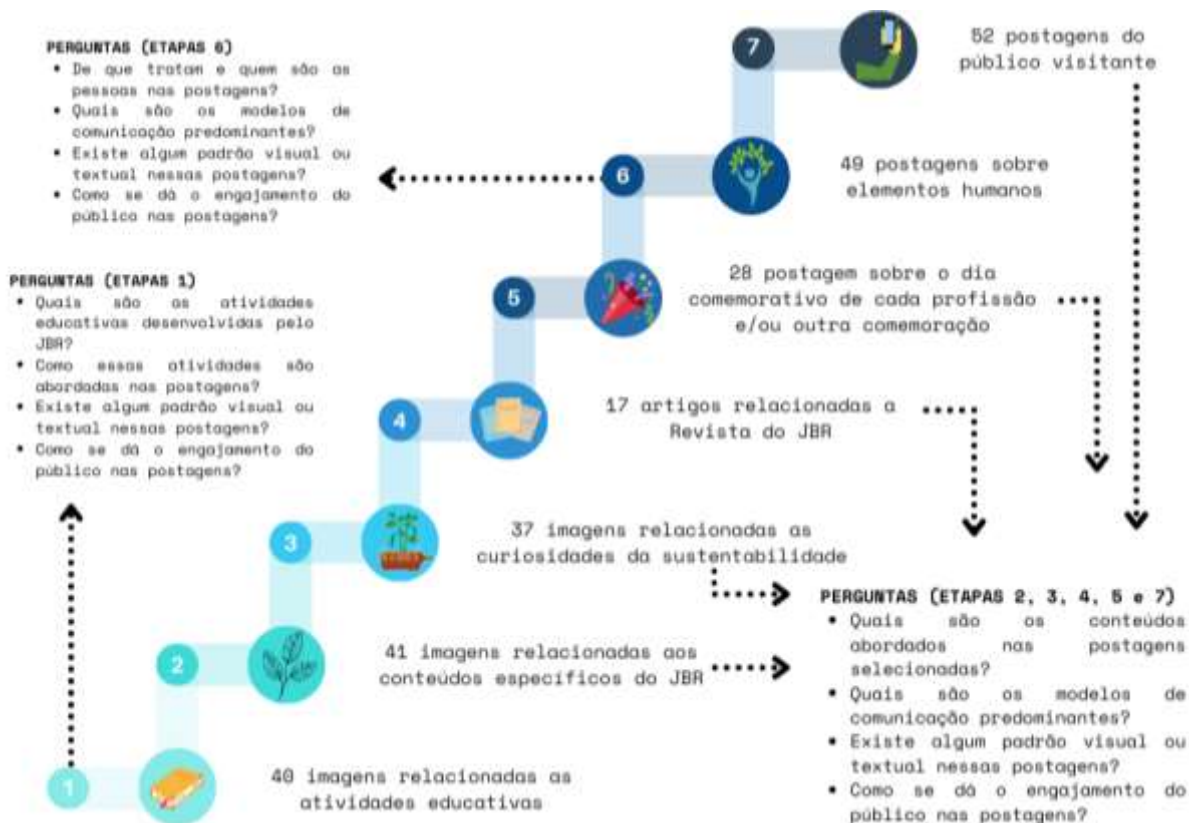 PERGUNTAS (ETAPAS 6)
• De que tratam e quem são as
pessoas nas postagens?
• Quais são os modelos de
comunicação predominantes?
• Existe algum padrão visual ou
textual nessas postagens?
• Como se dá o engajamento do
público nas postagens?
7
52 postagens do
público visitante
6
49 postagens sobre
elementos humanos
PERGUNTAS (ETAPAS 1)
• Quais são as atividades
educativas desenvolvidas pelo
JBR?
• Como essas atividades são
abordadas nas postagens?
• Existe algum padrão visual ou
textual nessas postagens?
• Como se dá o engajamento do
público nas postagens?
5
28 postagem sobre o dia
comemorativo de cada profissão
e/ou outra comemoração
4
17 artigos relacionadas a
Revista do JBR
3
37 imagens relacionadas as
curiosidades da sustentabilidade
2
41 imagens relacionadas aos
conteúdos específicos do JBR
1
40 imagens relacionadas as
atividades educativas
PERGUNTAS (ETAPAS 2, 3, 4, 5 e 7)
• Quais são os conteúdos
abordados nas postagens
selecionadas?
• Quais são os modelos de
comunicação predominantes?
• Existe algum padrão visual ou
textual nessas postagens?
• Como se dá o engajamento do
público nas postagens?